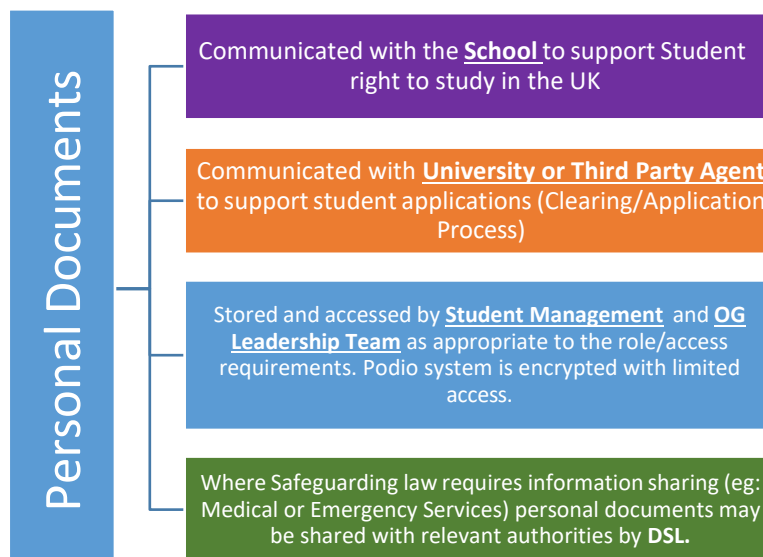 Personal Documents
Communicated with the School to support Student
right to study in the UK
Communicated with University or Third Party Agent
to support student applications (Clearing/Application
Process)
Stored and accessed by Student Management and OG
Leadership Team as appropriate to the role/access
requirements. Podio system is encrypted with limited
access.
Where Safeguarding law requires information sharing (eg:
Medical or Emergency Services) personal documents may
be shared with relevant authorities by DSL.